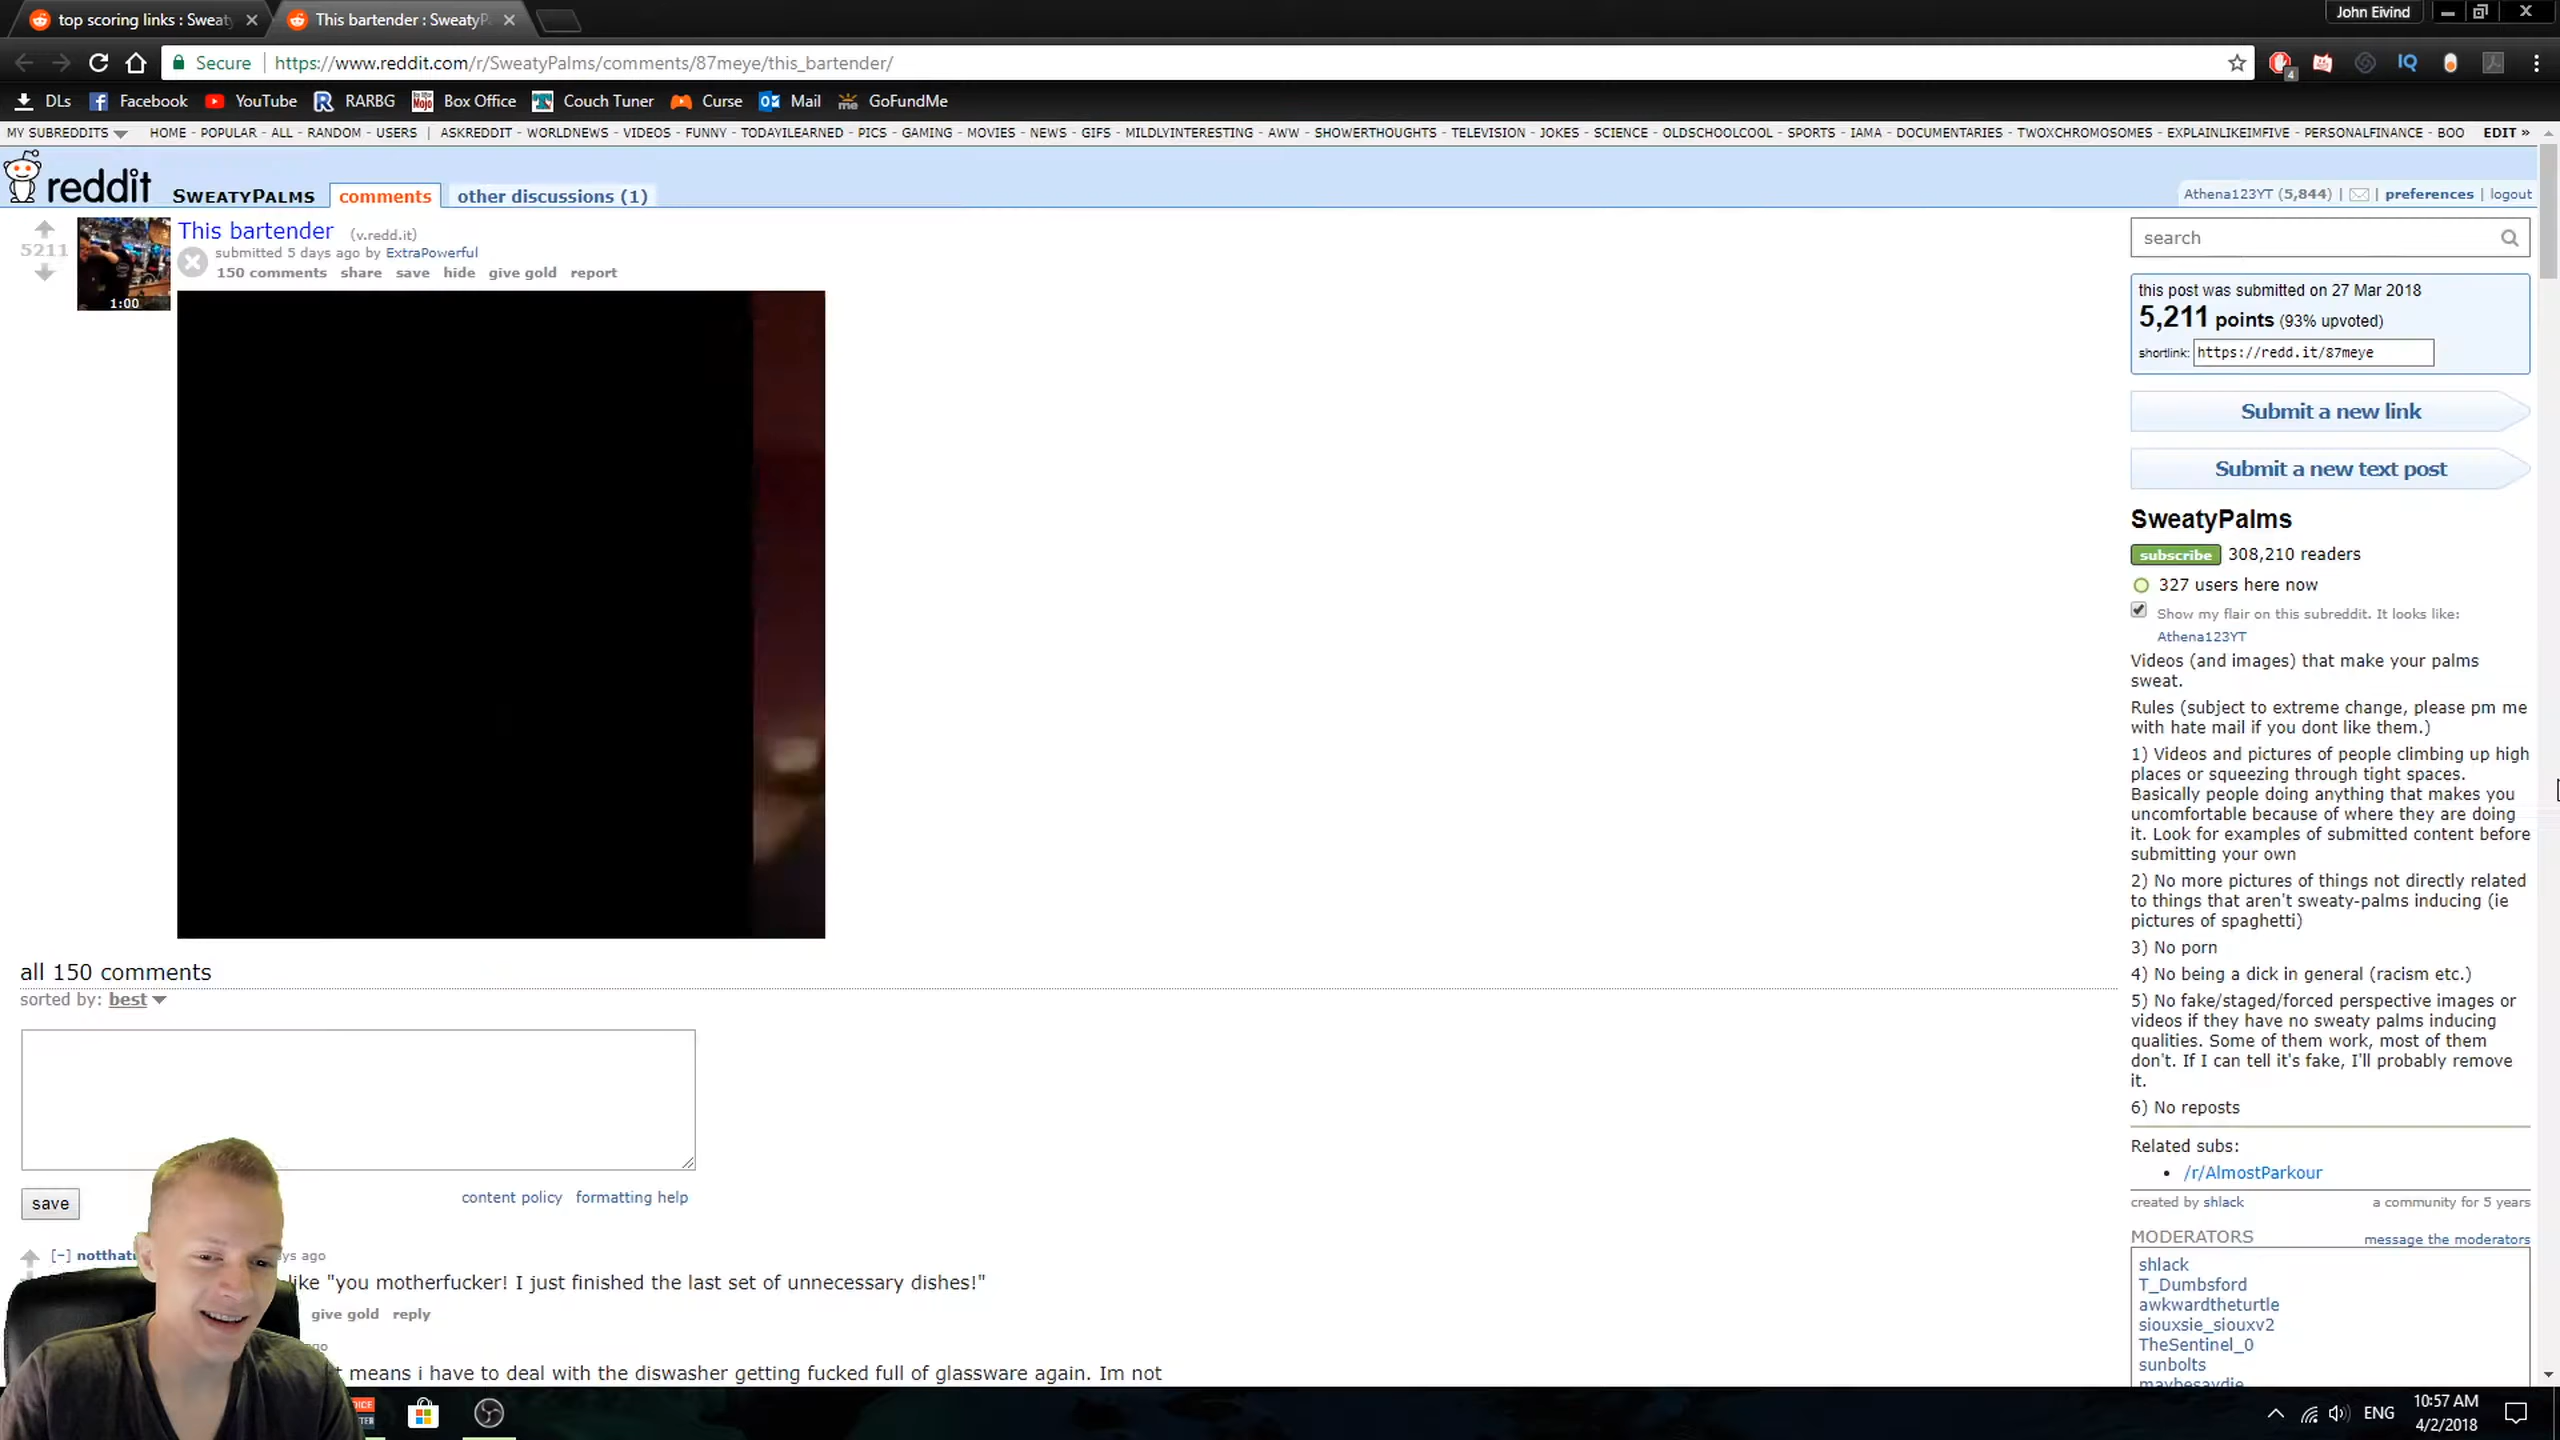 top scoring links : Sweaty
This bartender : SweatyP
John Eivind
Secure
https://www.reddit.com/r/SweatyPalms/comments/87meye/this_bartender/
4
IQ
DLs Facebook YouTube RARBG Box Office Couch Tuner Curse Mail GoFundMe
MY SUBREDDITS HOME - POPULAR - ALL - RANDOM - USERS | ASKREDDIT - WORLDNEWS - VIDEOS - FUNNY - TODAYILEARNED - PICS - GAMING - MOVIES - NEWS - GIFS - MILDLYINTERESTING - AWW - SHOWERTHOUGHTS - TELEVISION - JOKES - SCIENCE - OLDSCHOOLCOOL - SPORTS - IAMA - DOCUMENTARIES - TWOXCHROMOSOMES - EXPLAINLIKEIMFIVE - PERSONALFINANCE - BOO EDIT »
reddit SWEATYPALMS comments other discussions (1)
Athena123YT (5,844) | | preferences | logout
5211
1:00
This bartender (v.redd.it)
submitted 5 days ago by ExtraPowerful
150 comments share save hide give gold report
all 150 comments
sorted by: best
save
content policy formatting help
[–] notthat
ys ago
like "you motherfucker! I just finished the last set of unnecessary dishes!"
give gold reply
go
t means i have to deal with the diswasher getting fucked full of glassware again. Im not
search
this post was submitted on 27 Mar 2018
5,211 points (93% upvoted)
shortlink: https://redd.it/87meye
Submit a new link
Submit a new text post
SweatyPalms
subscribe 308,210 readers
327 users here now
Show my flair on this subreddit. It looks like:
Athena123YT
Videos (and images) that make your palms
sweat.
Rules (subject to extreme change, please pm me
with hate mail if you dont like them.)
1) Videos and pictures of people climbing up high
places or squeezing through tight spaces.
Basically people doing anything that makes you
uncomfortable because of where they are doing
it. Look for examples of submitted content before
submitting your own
2) No more pictures of things not directly related
to things that aren't sweaty-palms inducing (ie
pictures of spaghetti)
3) No porn
4) No being a dick in general (racism etc.)
5) No fake/staged/forced perspective images or
videos if they have no sweaty palms inducing
qualities. Some of them work, most of them
don't. If I can tell it's fake, I'll probably remove
it.
6) No reposts
Related subs:
• /r/AlmostParkour
created by shlack a community for 5 years
MODERATORS message the moderators
shlack
T_Dumbsford
awkwardtheturtle
siouxsie_siouxv2
TheSentinel_0
sunbolts
maybesaydie
ENG
10:57 AM
4/2/2018